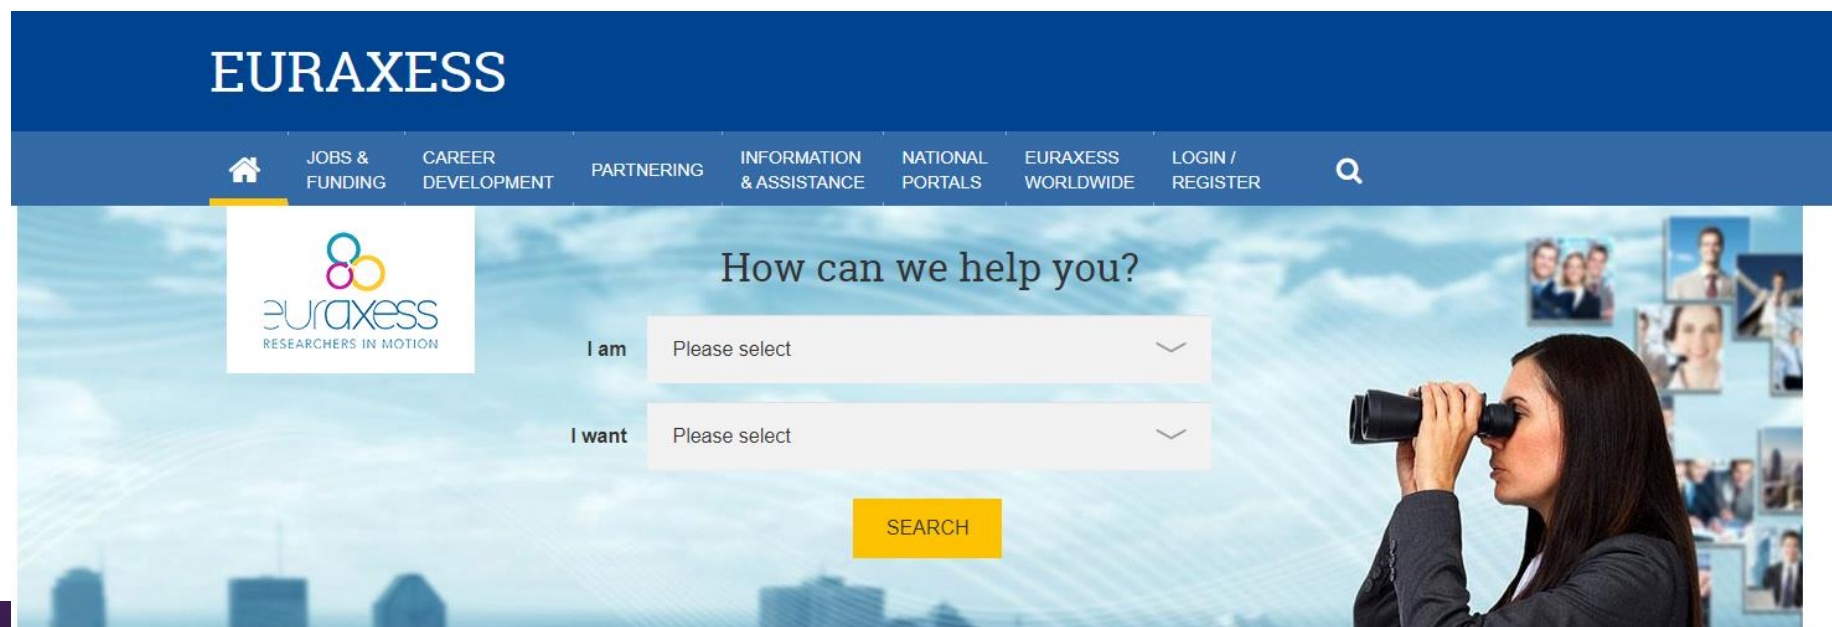 EURAXESS
JOBS &
FUNDING
CAREER
DEVELOPMENT
PARTNERING
INFORMATION
& ASSISTANCE
NATIONAL
PORTALS
EURAXESS
WORLDWIDE
LOGIN /
REGISTER
euraxess
RESEARCHERS IN MOTION
How can we help you?
I am Please select
I want Please select
SEARCH